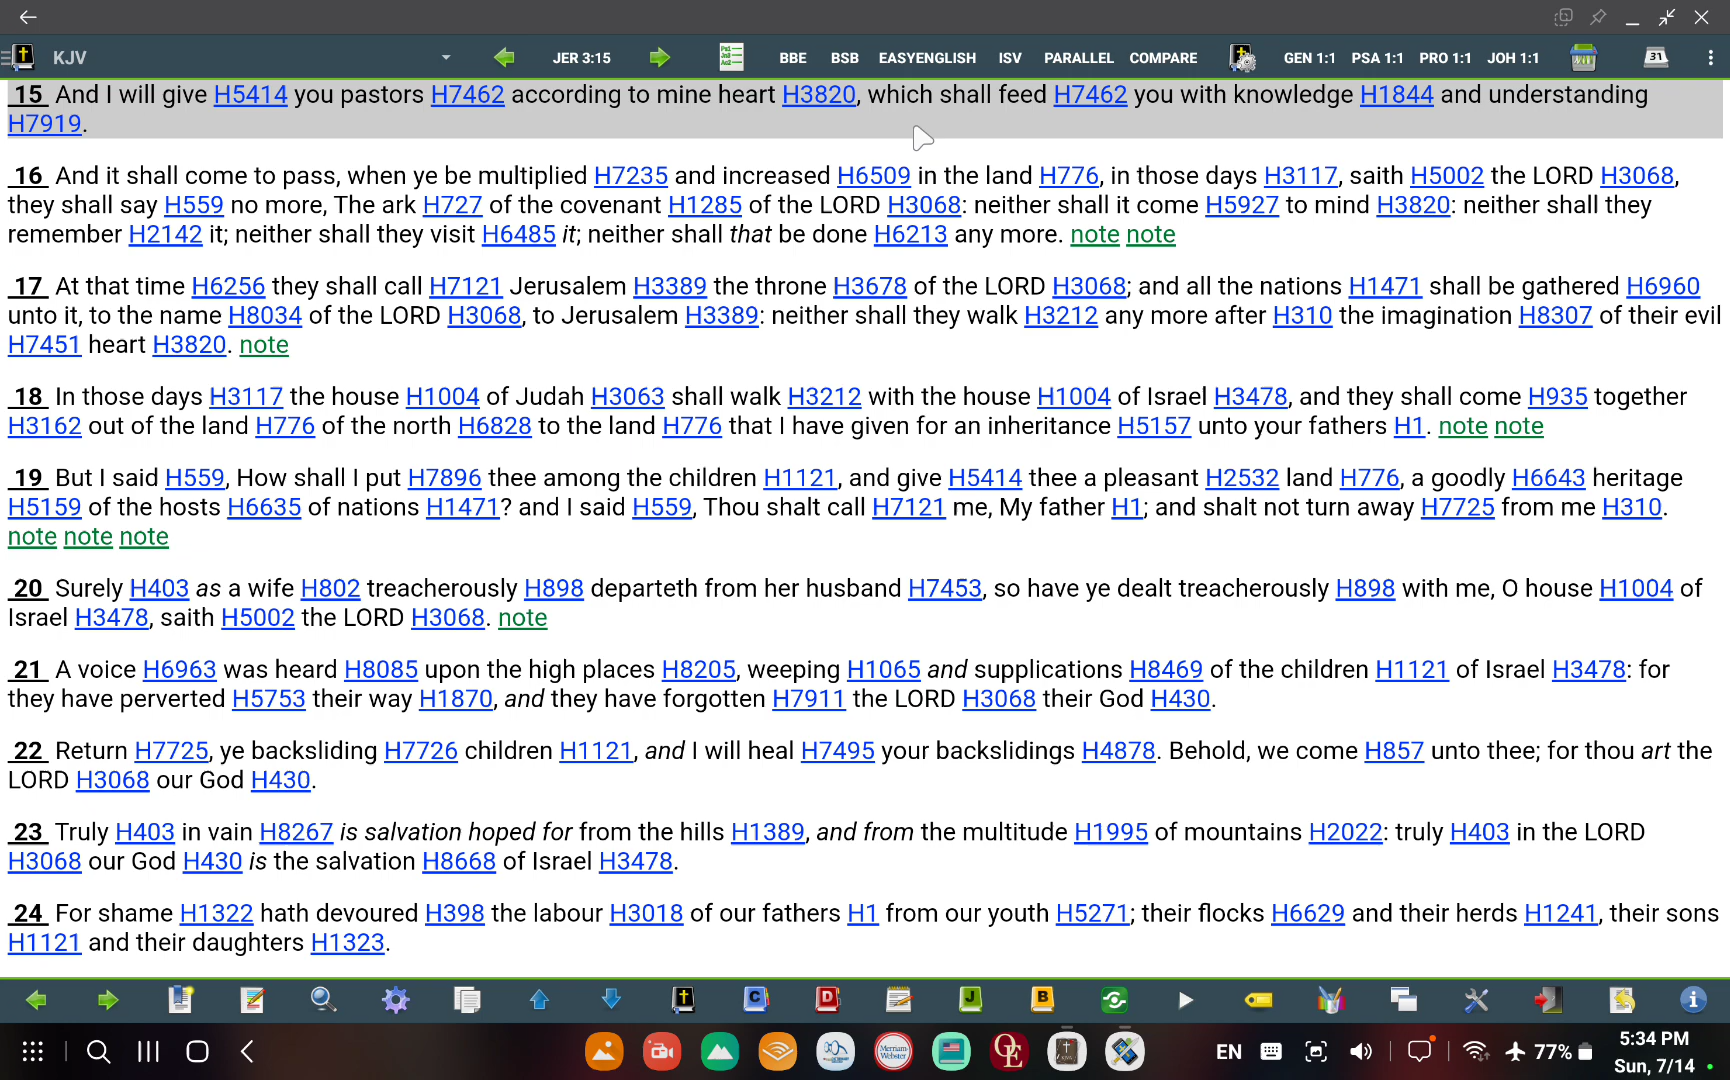 KJV JER 3:15 BBE BSB EASYENGLISH ISV PARALLEL COMPARE GEN 1:1 PSA 1:1 PRO 1:1 JOH 1:1 31
15 And I will give H5414 you pastors H7462 according to mine heart H3820, which shall feed H7462 you with knowledge H1844 and understanding
H7919.
16 And it shall come to pass, when ye be multiplied H7235 and increased H6509 in the land H776, in those days H3117, saith H5002 the LORD H3068,
they shall say H559 no more, The ark H727 of the covenant H1285 of the LORD H3068: neither shall it come H5927 to mind H3820: neither shall they
remember H2142 it; neither shall they visit H6485 it; neither shall that be done H6213 any more. note note
17 At that time H6256 they shall call H7121 Jerusalem H3389 the throne H3678 of the LORD H3068; and all the nations H1471 shall be gathered H6960
unto it, to the name H8034 of the LORD H3068, to Jerusalem H3389: neither shall they walk H3212 any more after H310 the imagination H8307 of their evil
H7451 heart H3820. note
18 In those days H3117 the house H1004 of Judah H3063 shall walk H3212 with the house H1004 of Israel H3478, and they shall come H935 together
H3162 out of the land H776 of the north H6828 to the land H776 that I have given for an inheritance H5157 unto your fathers H1. note note
19 But I said H559, How shall I put H7896 thee among the children H1121, and give H5414 thee a pleasant H2532 land H776, a goodly H6643 heritage
H5159 of the hosts H6635 of nations H1471? and I said H559, Thou shalt call H7121 me, My father H1; and shalt not turn away H7725 from me H310.
note note note
20 Surely H403 as a wife H802 treacherously H898 departeth from her husband H7453, so have ye dealt treacherously H898 with me, O house H1004 of
Israel H3478, saith H5002 the LORD H3068. note
21 A voice H6963 was heard H8085 upon the high places H8205, weeping H1065 and supplications H8469 of the children H1121 of Israel H3478: for
they have perverted H5753 their way H1870, and they have forgotten H7911 the LORD H3068 their God H430.
22 Return H7725, ye backsliding H7726 children H1121, and I will heal H7495 your backslidings H4878. Behold, we come H857 unto thee; for thou art the
LORD H3068 our God H430.
23 Truly H403 in vain H8267 is salvation hoped for from the hills H1389, and from the multitude H1995 of mountains H2022: truly H403 in the LORD
H3068 our God H430 is the salvation H8668 of Israel H3478.
24 For shame H1322 hath devoured H398 the labour H3018 of our fathers H1 from our youth H5271; their flocks H6629 and their herds H1241, their sons
H1121 and their daughters H1323.
C D J B
Merriam-Webster OE EN 77% 5:34 PM
Sun, 7/14